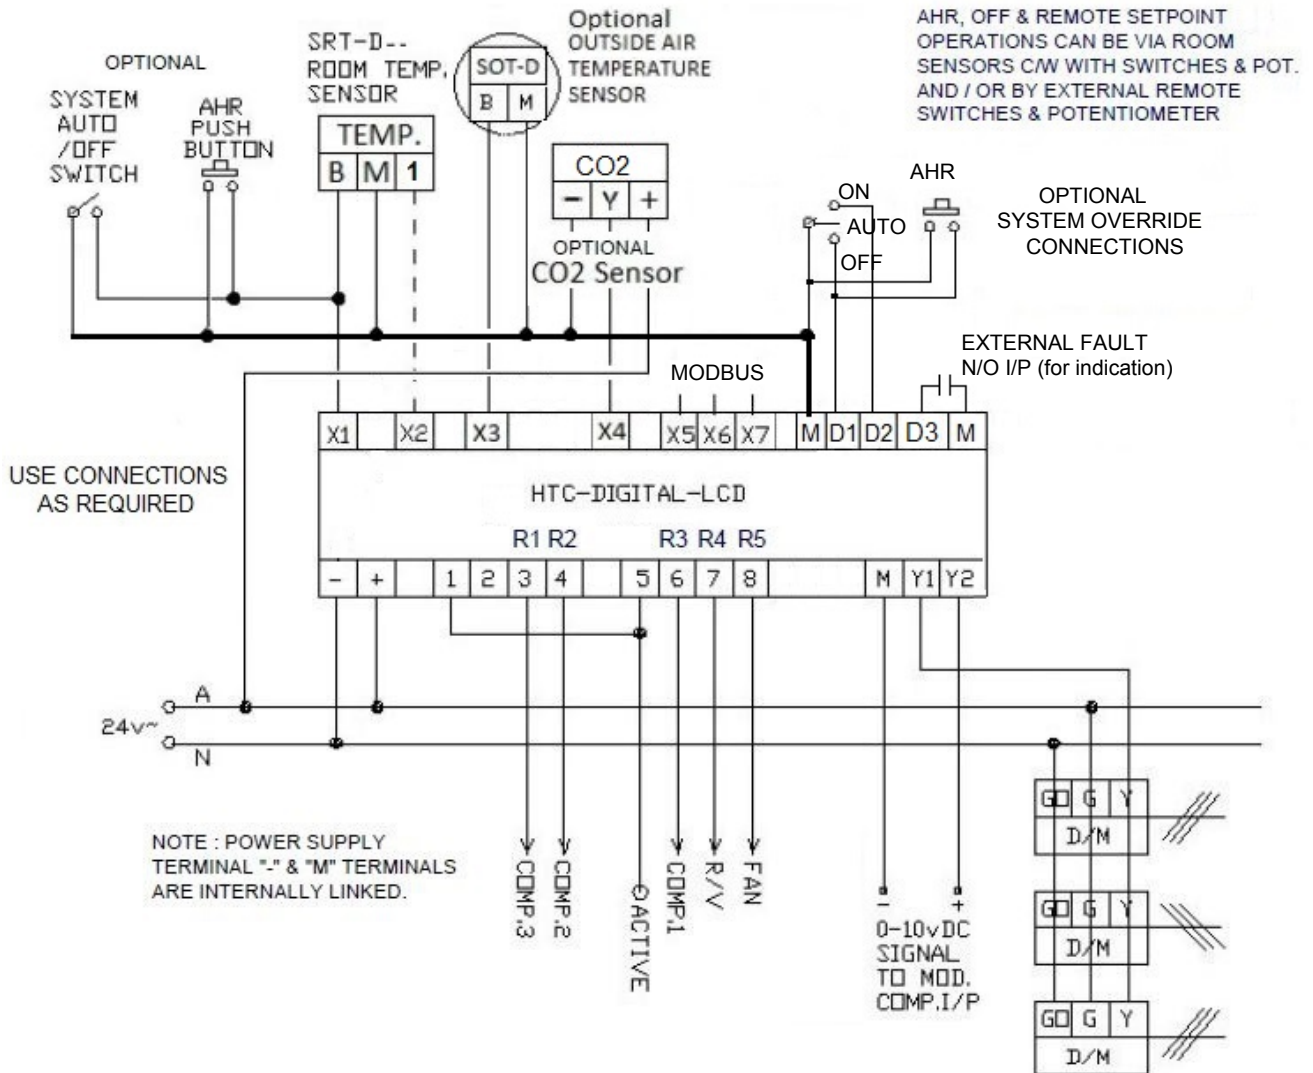 AHR, OFF & REMOTE SETPOINT
OPERATIONS CAN BE VIA ROOM
SENSORS C/W WITH SWITCHES & POT.
AND / OR BY EXTERNAL REMOTE
SWITCHES & POTENTIOMETER
OPTIONAL
SYSTEM
AUTO
/OFF
SWITCH
AHR
PUSH
BUTTON
SRT-D--
ROOM TEMP.
SENSOR
TEMP.
B M 1
Optional
OUTSIDE AIR
TEMPERATURE
SENSOR
SOT-D
B M
CO2
- Y +
OPTIONAL
CO2 Sensor
ON
AUTO
OFF
AHR
OPTIONAL
SYSTEM OVERRIDE
CONNECTIONS
EXTERNAL FAULT
N/O I/P (for indication)
MODBUS
X1 X2 X3 X4 X5 X6 X7 M D1 D2 D3 M
USE CONNECTIONS
AS REQUIRED
HTC-DIGITAL-LCD
R1 R2 R3 R4 R5
- + 1 2 3 4 5 6 7 8 M Y1 Y2
A
24v~
N
NOTE : POWER SUPPLY
TERMINAL "-" & "M" TERMINALS
ARE INTERNALLY LINKED.
COMP.3
COMP.2
ACTIVE
COMP.1
R/V
FAN
- +
0-10vDC
SIGNAL
TO MOD.
COMP.I/P
GO G Y
D/M
GO G Y
D/M
GO G Y
D/M